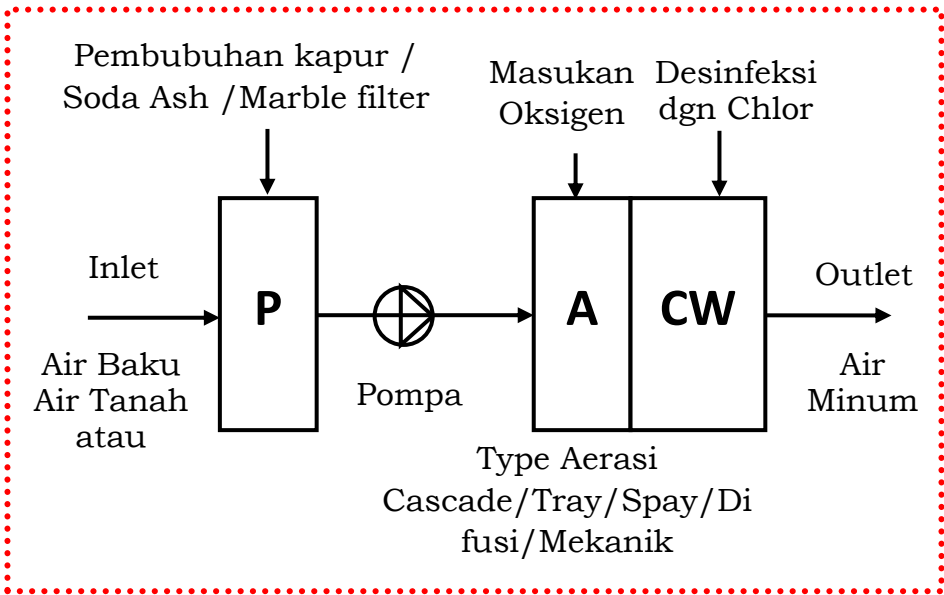 Pembubuhan kapur /
Soda Ash /Marble filter
Masukan
Oksigen
Desinfeksi
dgn Chlor
Inlet
P
A
CW
Outlet
Air Baku
Air Tanah
atau
Pompa
Air
Minum
Type Aerasi
Cascade/Tray/Spay/Di
fusi/Mekanik